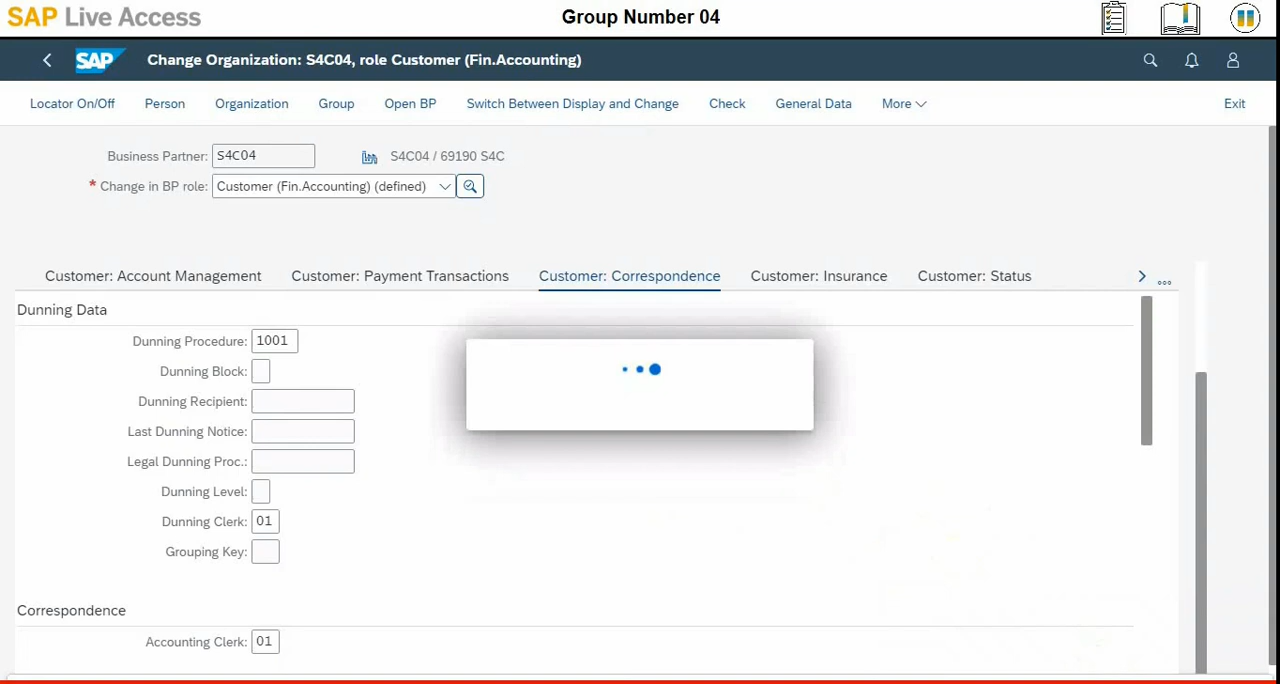 SAP Live Access
Group Number 04
SAP
Change Organization: S4C04, role Customer (Fin.Accounting)
Locator On/Off Person Organization Group Open BP Switch Between Display and Change Check General Data More Exit
Business Partner: S4C04 S4C04 / 69190 S4C
* Change in BP role: Customer (Fin.Accounting) (defined)
Customer: Account Management Customer: Payment Transactions Customer: Correspondence Customer: Insurance Customer: Status
Dunning Data
Dunning Procedure: 1001
Dunning Block:
Dunning Recipient:
Last Dunning Notice:
Legal Dunning Proc.:
Dunning Level:
Dunning Clerk: 01
Grouping Key:
Correspondence
Accounting Clerk: 01